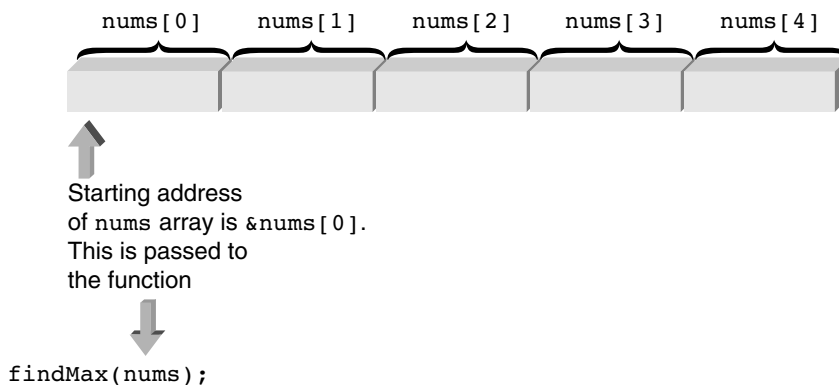 nums[0] nums[1] nums[2] nums[3] nums[4]
Starting address
of nums array is &nums[0].
This is passed to
the function
findMax(nums);